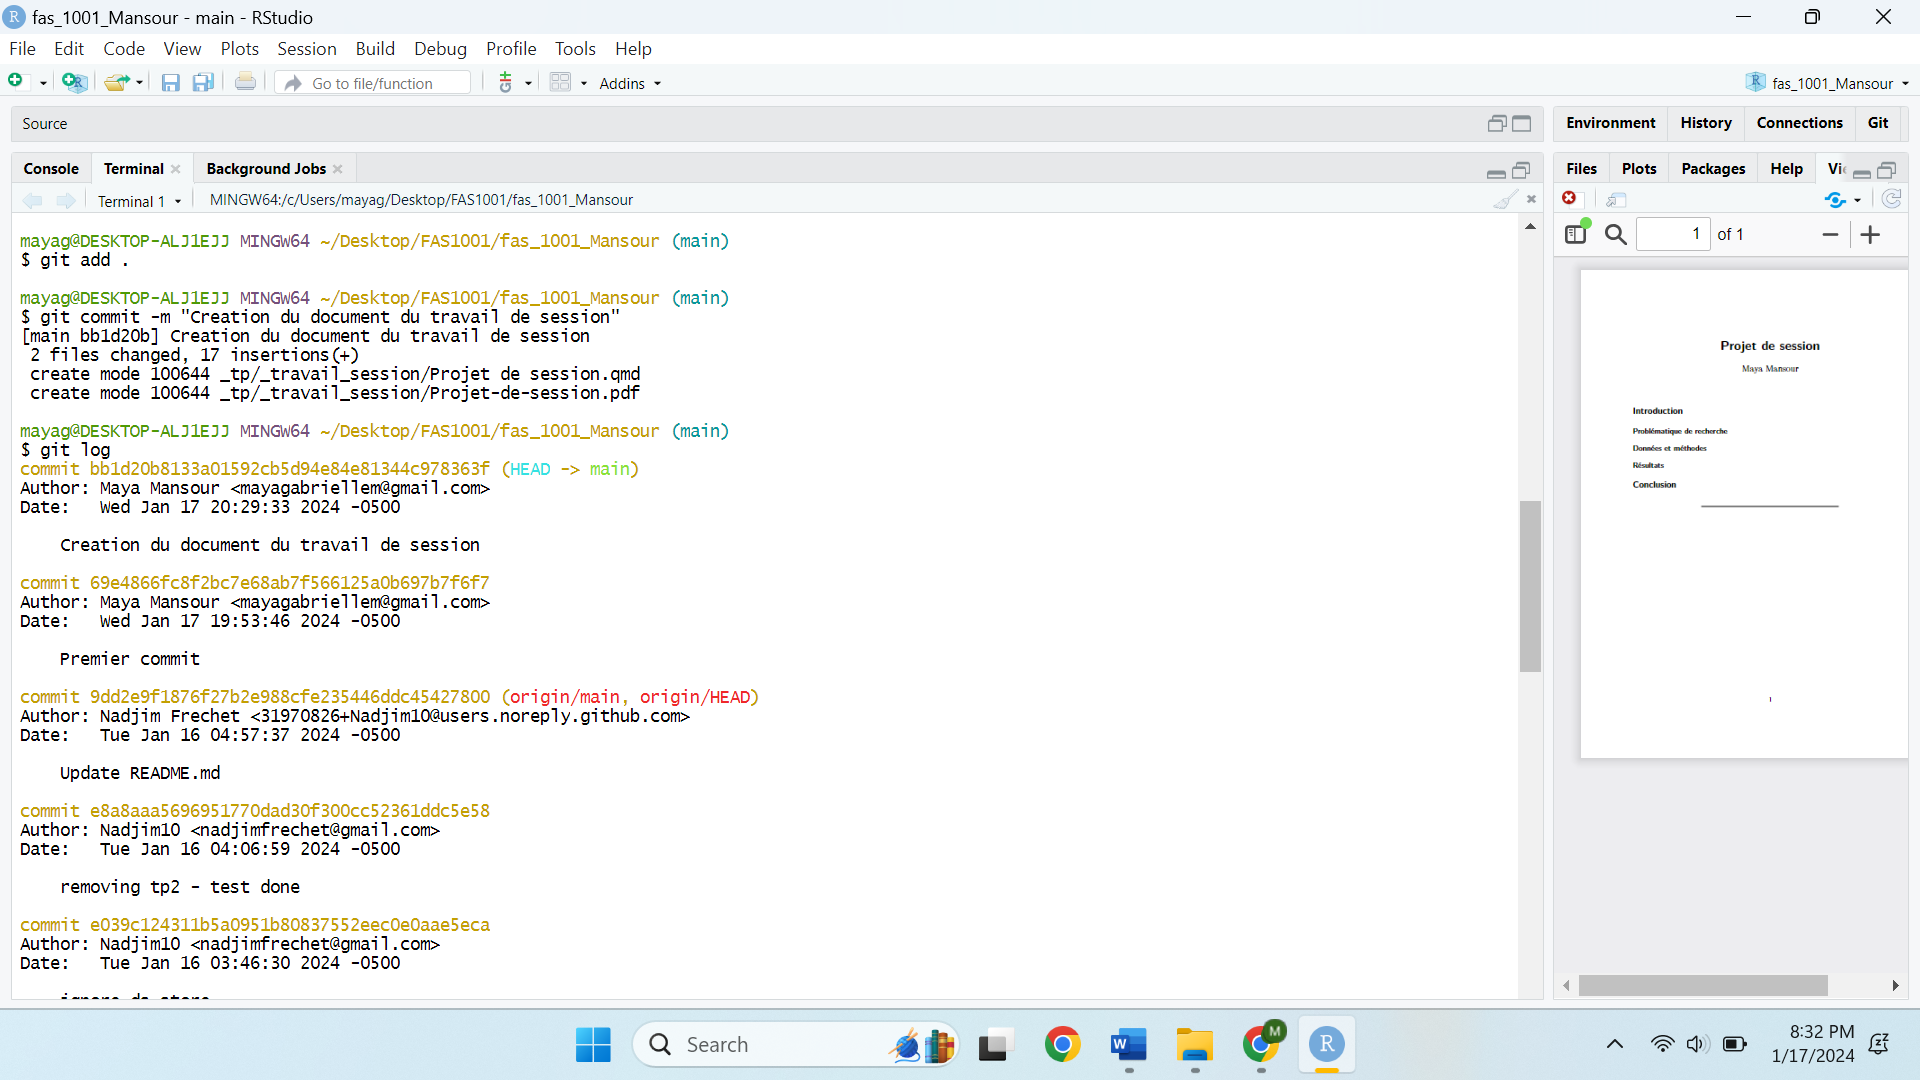 fas_1001_Mansour - main - RStudio
File Edit Code View Plots Session Build Debug Profile Tools Help
Go to file/function Addins fas_1001_Mansour
Source
Environment History Connections Git
Console Terminal Background Jobs
Files Plots Packages Help
Terminal 1 MINGW64:/c/Users/mayag/Desktop/FAS1001/fas_1001_Mansour
1 of 1
mayag@DESKTOP-ALJ1EJJ MINGW64 ~/Desktop/FAS1001/fas_1001_Mansour (main)
$ git add .
mayag@DESKTOP-ALJ1EJJ MINGW64 ~/Desktop/FAS1001/fas_1001_Mansour (main)
$ git commit -m "Creation du document du travail de session"
[main bb1d20b] Creation du document du travail de session
2 files changed, 17 insertions(+)
create mode 100644 _tp/_travail_session/Projet de session.qmd
create mode 100644 _tp/_travail_session/Projet-de-session.pdf
mayag@DESKTOP-ALJ1EJJ MINGW64 ~/Desktop/FAS1001/fas_1001_Mansour (main)
$ git log
commit bb1d20b8133a01592cb5d94e84e81344c978363f (HEAD -> main)
Author: Maya Mansour <mayagabriellem@gmail.com>
Date: Wed Jan 17 20:29:33 2024 -0500
Creation du document du travail de session
commit 69e4866fc8f2bc7e68ab7f566125a0b697b7f6f7
Author: Maya Mansour <mayagabriellem@gmail.com>
Date: Wed Jan 17 19:53:46 2024 -0500
Premier commit
commit 9dd2e9f1876f27b2e988cfe235446ddc45427800 (origin/main, origin/HEAD)
Author: Nadjim Frechet <31970826+Nadjim10@users.noreply.github.com>
Date: Tue Jan 16 04:57:37 2024 -0500
Update README.md
commit e8a8aaa5696951770dad30f300cc52361ddc5e58
Author: Nadjim10 <nadjimfrechet@gmail.com>
Date: Tue Jan 16 04:06:59 2024 -0500
removing tp2 - test done
commit e039c124311b5a0951b80837552eec0e0aae5eca
Author: Nadjim10 <nadjimfrechet@gmail.com>
Date: Tue Jan 16 03:46:30 2024 -0500
Projet de session
Maya Mansour
Introduction
Problématique de recherche
Données et méthodes
Résultats
Conclusion
Search
8:32 PM
1/17/2024